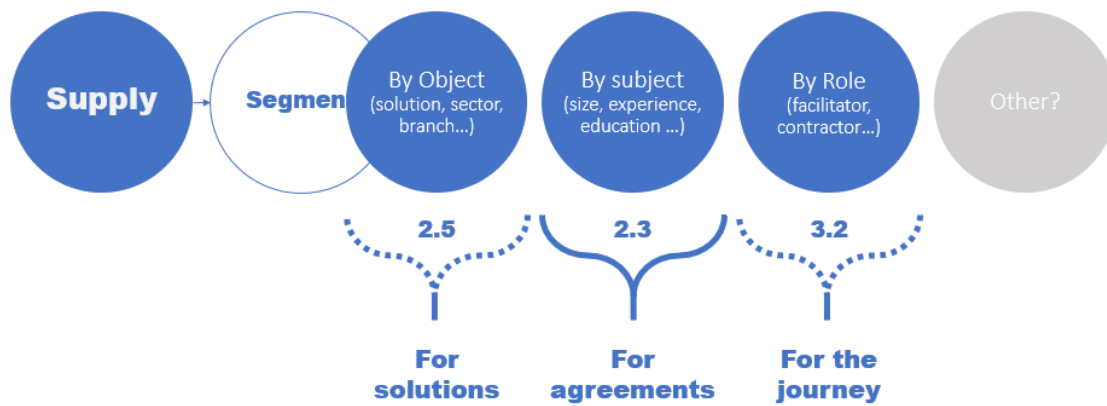 Supply
Segmen
By Object
(solution, sector,
branch...)
By subject
(size, experience,
education ...)
By Role
(facilitator,
contractor...)
Other?
2.5
2.3
3.2
For
solutions
For
agreements
For the
journey